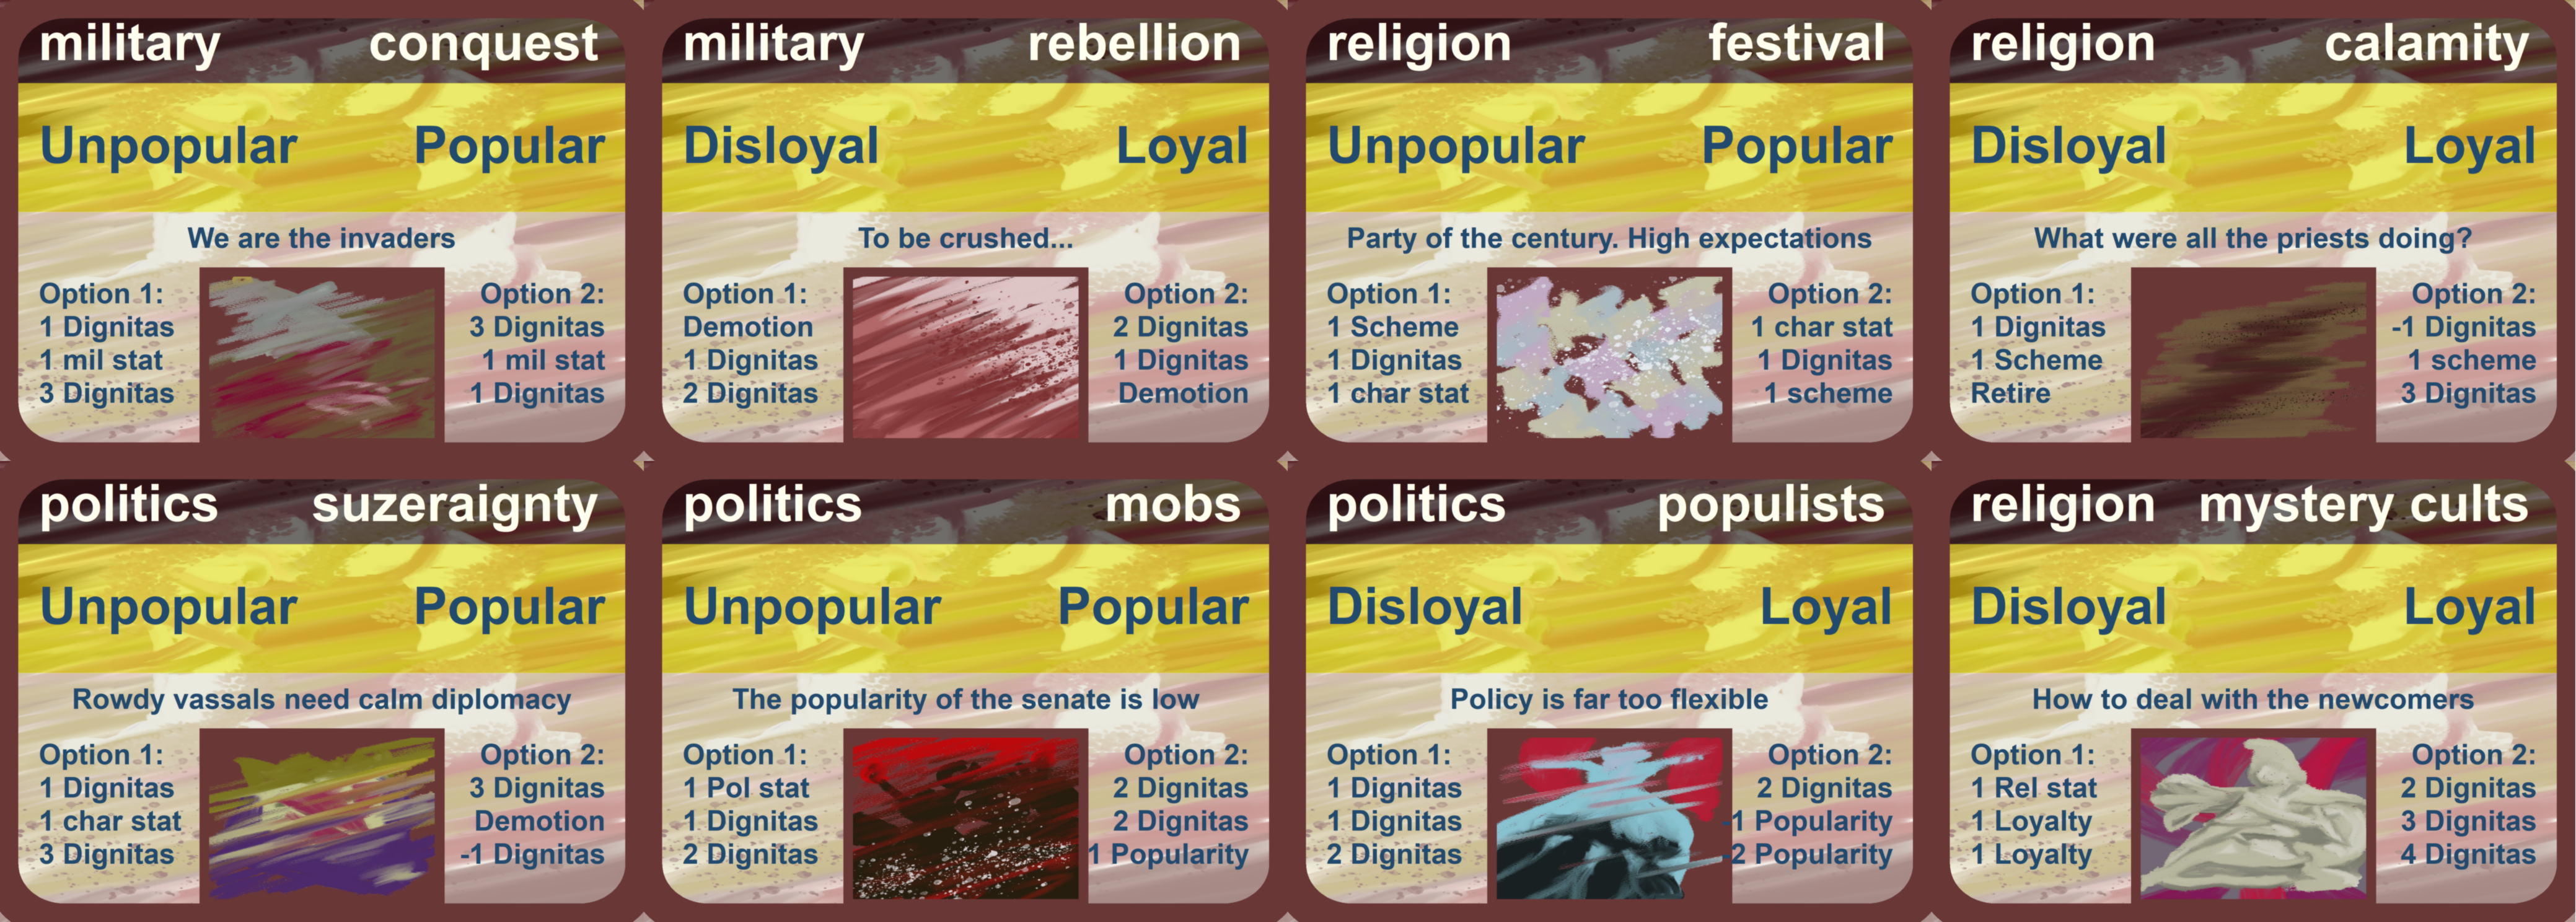 military conquest
Unpopular Popular
We are the invaders
Option 1:
1 Dignitas
1 mil stat
3 Dignitas
Option 2:
3 Dignitas
1 mil stat
1 Dignitas
military rebellion
Disloyal Loyal
To be crushed...
Option 1:
Demotion
1 Dignitas
2 Dignitas
Option 2:
2 Dignitas
1 Dignitas
Demotion
religion festival
Unpopular Popular
Party of the century. High expectations
Option 1:
1 Scheme
1 Dignitas
1 char stat
Option 2:
1 char stat
1 Dignitas
1 scheme
religion calamity
Disloyal Loyal
What were all the priests doing?
Option 1:
1 Dignitas
1 Scheme
Retire
Option 2:
-1 Dignitas
1 scheme
3 Dignitas
politics suzeraignty
Unpopular Popular
Rowdy vassals need calm diplomacy
Option 1:
1 Dignitas
1 char stat
3 Dignitas
Option 2:
3 Dignitas
Demotion
-1 Dignitas
politics mobs
Unpopular Popular
The popularity of the senate is low
Option 1:
1 Pol stat
1 Dignitas
2 Dignitas
Option 2:
2 Dignitas
2 Dignitas
1 Popularity
politics populists
Disloyal Loyal
Policy is far too flexible
Option 1:
1 Dignitas
1 Dignitas
2 Dignitas
Option 2:
2 Dignitas
-1 Popularity
-2 Popularity
religion mystery cults
Disloyal Loyal
How to deal with the newcomers
Option 1:
1 Rel stat
1 Loyalty
1 Loyalty
Option 2:
2 Dignitas
3 Dignitas
4 Dignitas